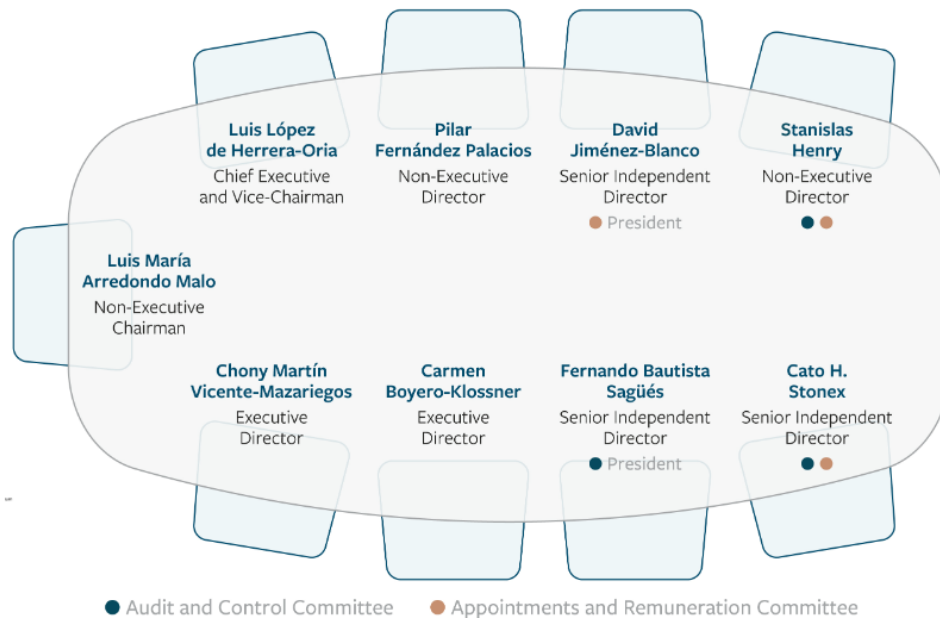 Luis López
de Herrera-Oria
Chief Executive
and Vice-Chairman
Pilar
Fernández Palacios
Non-Executive
Director
David
Jiménez-Blanco
Senior Independent
Director
President
Stanislas
Henry
Non-Executive
Director
Luis María
Arredondo Malo
Non-Executive
Chairman
Chony Martín
Vicente-Mazariegos
Executive
Director
Carmen
Boyero-Klossner
Executive
Director
Fernando Bautista
Sagüés
Senior Independent
Director
President
Cato H.
Stonex
Senior Independent
Director
Audit and Control Committee
Appointments and Remuneration Committee